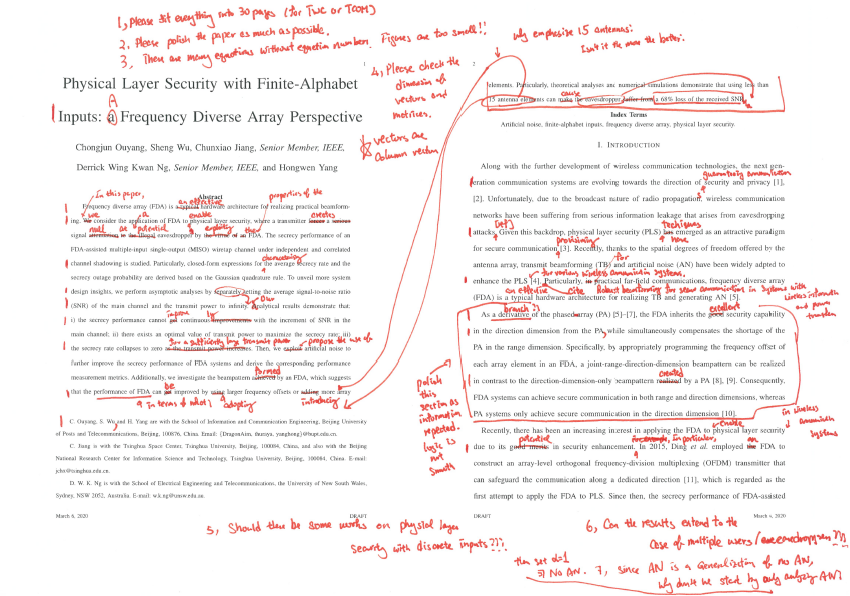 1, Please fit everything into 30 pages (for TWC or TCOM)
2. Please polish the paper as much as possible.
3, There are many equations without equation numbers. Figures are too small!!
why emphasise 15 antennas?
Isn't it the more the better.
4, Please check the dimension of vectors and matrices.
vectors are column vectors
2
Physical Layer Security with Finite-Alphabet
A
Inputs: a Frequency Diverse Array Perspective
Chongjun Ouyang, Sheng Wu, Chunxiao Jiang, Senior Member, IEEE,
Derrick Wing Kwan Ng, Senior Member, IEEE, and Hongwen Yang
In this paper,
Abstract
properties of the
an effective
Frequency diverse array (FDA) is a typical hardware architecture for realizing practical beamform-
we a enable creates
ing. We consider the application of FDA to physical layer security, where a transmitter incurs a serious
null as potential exploiting the
signal attenuation in the illegal eavesdropper by the virtue of an FDA. The secrecy performance of an
FDA-assisted multiple-input single-output (MISO) wiretap channel under independent and correlated
characterizing
channel shadowing is studied. Particularly, closed-form expressions for the average secrecy rate and the
secrecy outage probability are derived based on the Gaussian quadrature rule. To unveil more system
design insights, we perform asymptotic analyses by separately setting the average signal-to-noise ratio
Our
(SNR) of the main channel and the transmit power to infinity. Analytical results demonstrate that:
improve
i) the secrecy performance cannot get continuous improvements with the increment of SNR in the
main channel; ii) there exists an optimal value of transmit power to maximize the secrecy rate; iii)
for a sufficiently large transmit power propose the use of
the secrecy rate collapses to zero as the transmit power increases. Then, we exploit artificial noise to
further improve the secrecy performance of FDA systems and derive the corresponding performance
formed
measurement metrics. Additionally, we investigate the beampattern achieved by an FDA, which suggests
be
that the performance of FDA can improved by using larger frequency offsets or adding more array
in terms of what? adopting introducing
C. Ouyang, S. Wu, and H. Yang are with the School of Information and Communication Engineering, Beijing University
of Posts and Telecommunications, Beijing, 100876, China. Email: {DragonAim, thuraya, yanghong}@bupt.edu.cn.
C. Jiang is with the Tsinghua Space Center, Tsinghua University, Beijing, 100084, China, and also with the Beijing
National Research Center for Information Science and Technology, Tsinghua University, Beijing, 100084, China. E-mail:
jchx@tsinghua.edu.cn.
D. W. K. Ng is with the School of Electrical Engineering and Telecommunications, the University of New South Wales,
Sydney, NSW 2052, Australia. E-mail: w.k.ng@unsw.edu.au.
March 6, 2020 DRAFT
elements. Particularly, theoretical analyses and numerical simulations demonstrate that using less than
cause
15 antenna elements can make the eavesdropper suffer from a 68% loss of the received SNR.
Index Terms
Artificial noise, finite-alphabet inputs, frequency diverse array, physical layer security.
I. INTRODUCTION
Along with the further development of wireless communication technologies, the next gen-
guaranteeing communication
eration communication systems are evolving towards the direction of security and privacy [1],
[2]. Unfortunately, due to the broadcast nature of radio propagation, wireless communication
networks have been suffering from serious information leakage that arises from eavesdropping
techniques
attacks. Given this backdrop, physical layer security (PLS) has emerged as an attractive paradigm
providing have
for secure communication [3]. Recently, thanks to the spatial degrees of freedom offered by the
for
antenna array, transmit beamforming (TB) and artificial noise (AN) have been widely adopted to
for various wireless communication systems.
enhance the PLS [4]. Particularly, in practical far-field communications, frequency diverse array
an effective cite Robust beamforming for secure communication in systems with wireless information and power transfer
(FDA) is a typical hardware architecture for realizing TB and generating AN [5].
branch is excellent
As a derivative of the phased array (PA) [5]–[7], the FDA inherits the good security capability
in the direction dimension from the PA, while simultaneously compensates the shortage of the
PA in the range dimension. Specifically, by appropriately programming the frequency offset of
each array element in an FDA, a joint-range-direction-dimension beampattern can be realized
created
in contrast to the direction-dimension-only beampattern realized by a PA [8], [9]. Consequently,
FDA systems can achieve secure communication in both range and direction dimensions, whereas
PA systems only achieve secure communication in the direction dimension [10].
polish this section as information repeated. Logic is not smooth
enable
in wireless communication systems
Recently, there has been an increasing interest in applying the FDA to physical layer security
potential
due to its good merits in security enhancement. In 2015, Ding et al. employed the FDA to
construct an array-level orthogonal frequency-division multiplexing (OFDM) transmitter that
can safeguard the communication along a dedicated direction [11], which is regarded as the
first attempt to apply the FDA to PLS. Since then, the secrecy performance of FDA-assisted
DRAFT March 6, 2020
5, Should there be some works on physical layer
security with discrete inputs???
6, Can the results extend to the
case of multiple users/eavesdroppers???
then set α=1
⇒ No AN. 7, since AN is a generalization of no AN,
why don't we start by only analyzing AN?